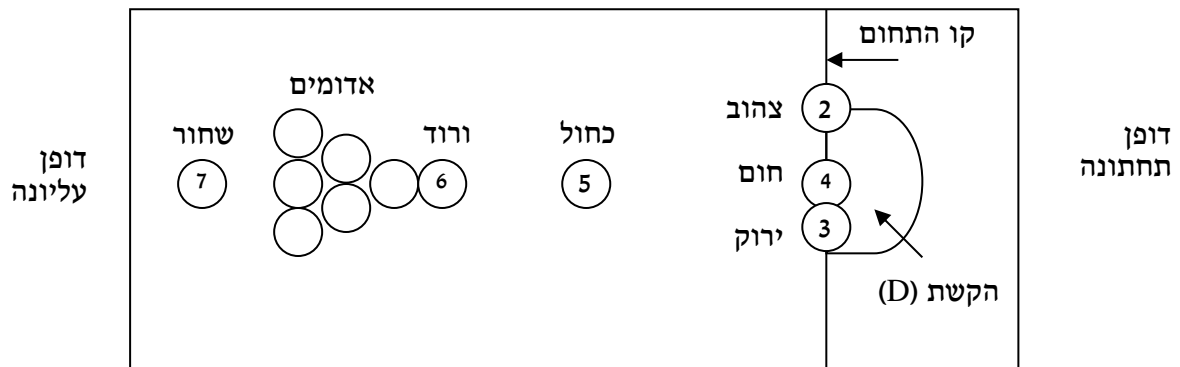 קו התחום
אדומים
צהוב
2
שחור
ורוד
כחול
דופן
עליונה
7
6
5
חום
4
דופן
תחתונה
ירוק
3
הקשת (D)